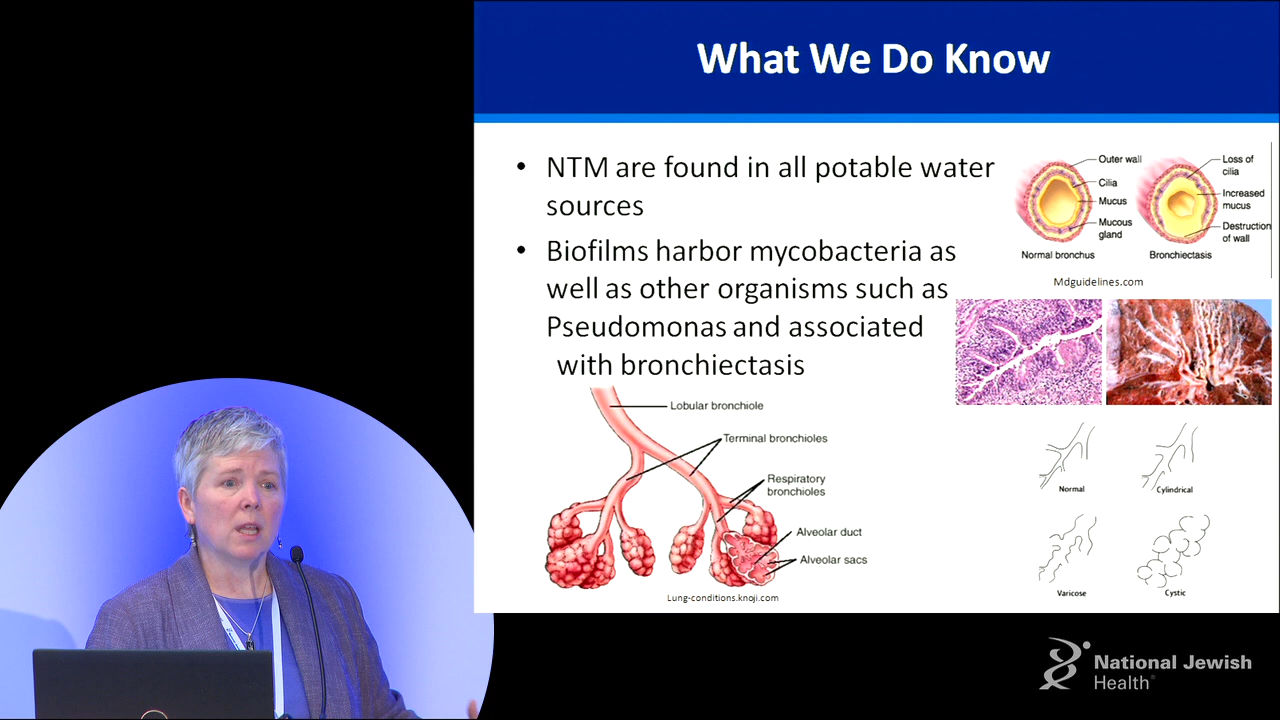 What We Do Know
• NTM are found in all potable water
sources
• Biofilms harbor mycobacteria as
well as other organisms such as
Pseudomonas and associated
with bronchiectasis
Outer wall
Cilia
Mucus
Mucous
gland
Normal bronchus
Loss of
cilia
Increased
mucus
Destruction
of wall
Bronchiectasis
Mdguidelines.com
Lobular bronchiole
Terminal bronchioles
Respiratory
bronchioles
Alveolar duct
Alveolar sacs
Lung-conditions.knoji.com
Normal
Cylindrical
Varicose
Cystic
National Jewish
Health®